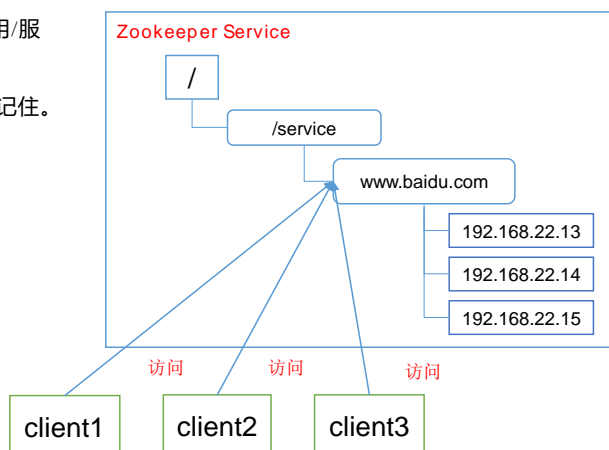 用/服
记住。
Zookeeper Service
/
/service
www.baidu.com
192.168.22.13
192.168.22.14
192.168.22.15
访问
访问
访问
client1
client2
client3